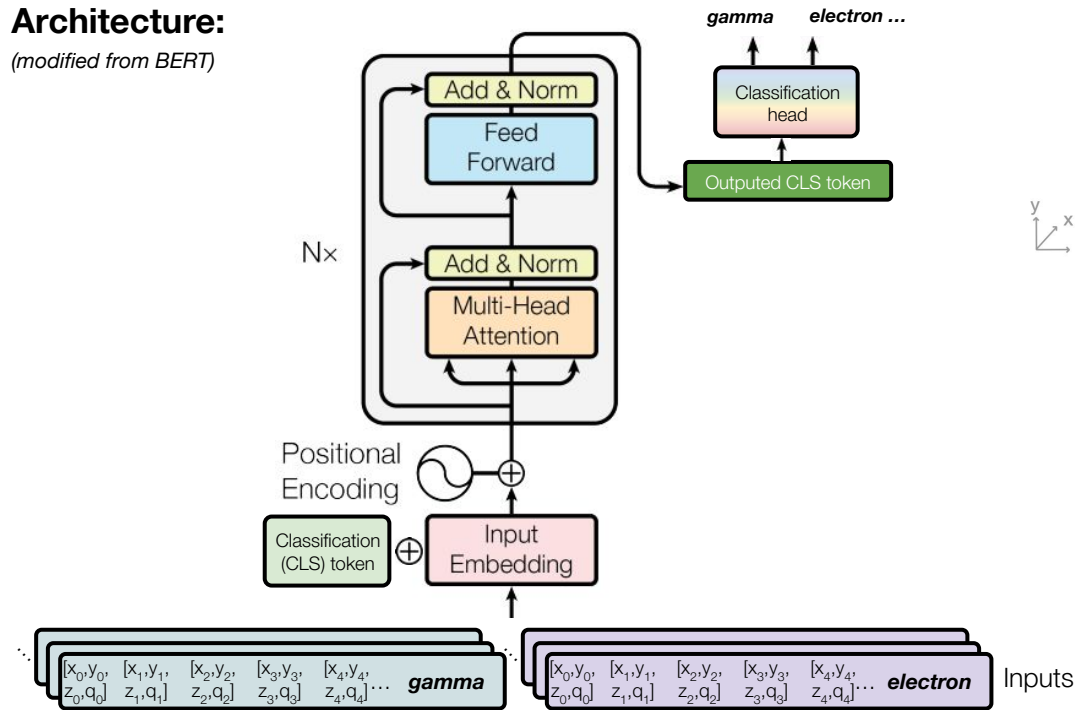 Architecture:
(modified from BERT)
gamma electron ...
Classification
head
Outputed CLS token
y
x
Add & Norm
Feed
Forward
N×
Add & Norm
Multi-Head
Attention
Positional
Encoding
Classification
(CLS) token
Input
Embedding
... [x₀,y₀, [x₁,y₁, [x₂,y₂, [x₃,y₃, [x₄,y₄,
z₀,q₀] z₁,q₁] z₂,q₂] z₃,q₃] z₄,q₄]... gamma
... [x₀,y₀, [x₁,y₁, [x₂,y₂, [x₃,y₃, [x₄,y₄,
z₀,q₀] z₁,q₁] z₂,q₂] z₃,q₃] z₄,q₄]... electron
Inputs